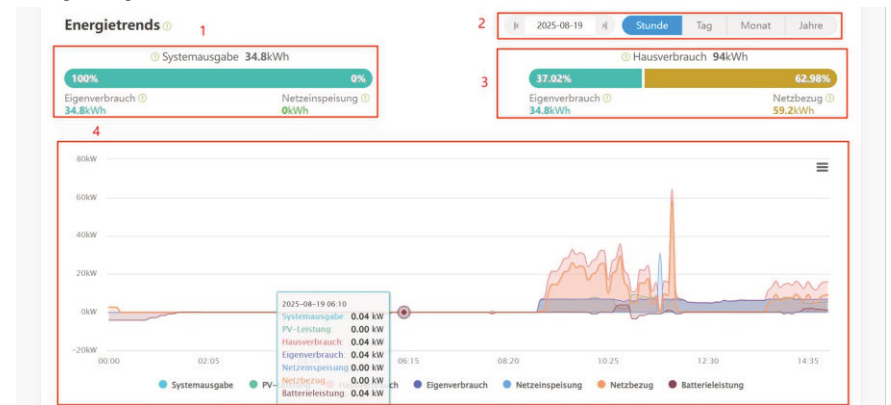 Energietrends
1
2
2025-08-19
Stunde Tag Monat Jahre
Systemausgabe 34.8kWh
100% 0%
Eigenverbrauch Netzeinspeisung
34.8kWh 0kWh
3
Hausverbrauch 94kWh
37.02% 62.98%
Eigenverbrauch Netzbezug
34.8kWh 59.2kWh
4
80kW
60kW
40kW
20kW
0kW
-20kW
2025-08-19 06:10
Systemausgabe 0.04 kW
PV-Leistung: 0.00 kW
Hausverbrauch: 0.04 kW
Eigenverbrauch: 0.04 kW
Netzeinspeisung: 0.00 kW
Netzbezug: 0.00 kW
Batterieleistung: 0.04 kW
00:00 02:05 06:15 08:20 10:25 12:30 14:35
Systemausgabe PV- ch Eigenverbrauch Netzeinspeisung Netzbezug Batterieleistung